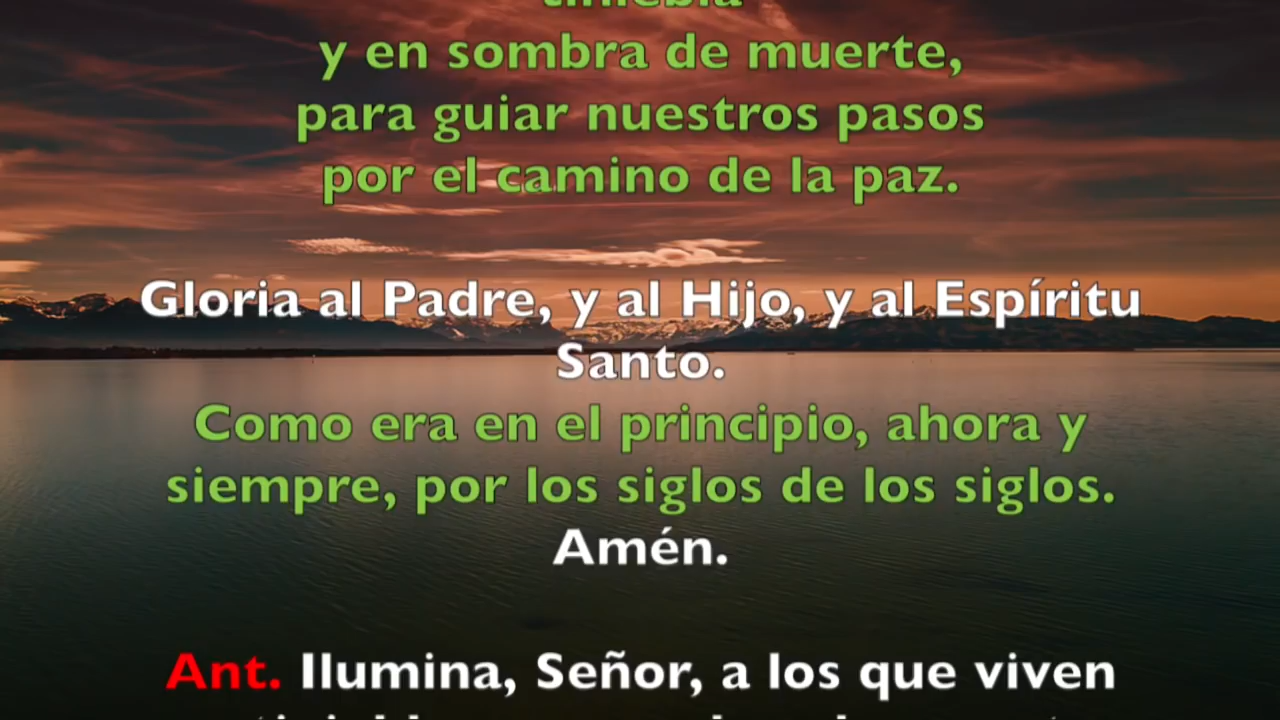 tiniebla
y en sombra de muerte,
para guiar nuestros pasos
por el camino de la paz.
Gloria al Padre, y al Hijo, y al Espíritu
Santo.
Como era en el principio, ahora y
siempre, por los siglos de los siglos.
Amén.
Ant. Ilumina, Señor, a los que viven